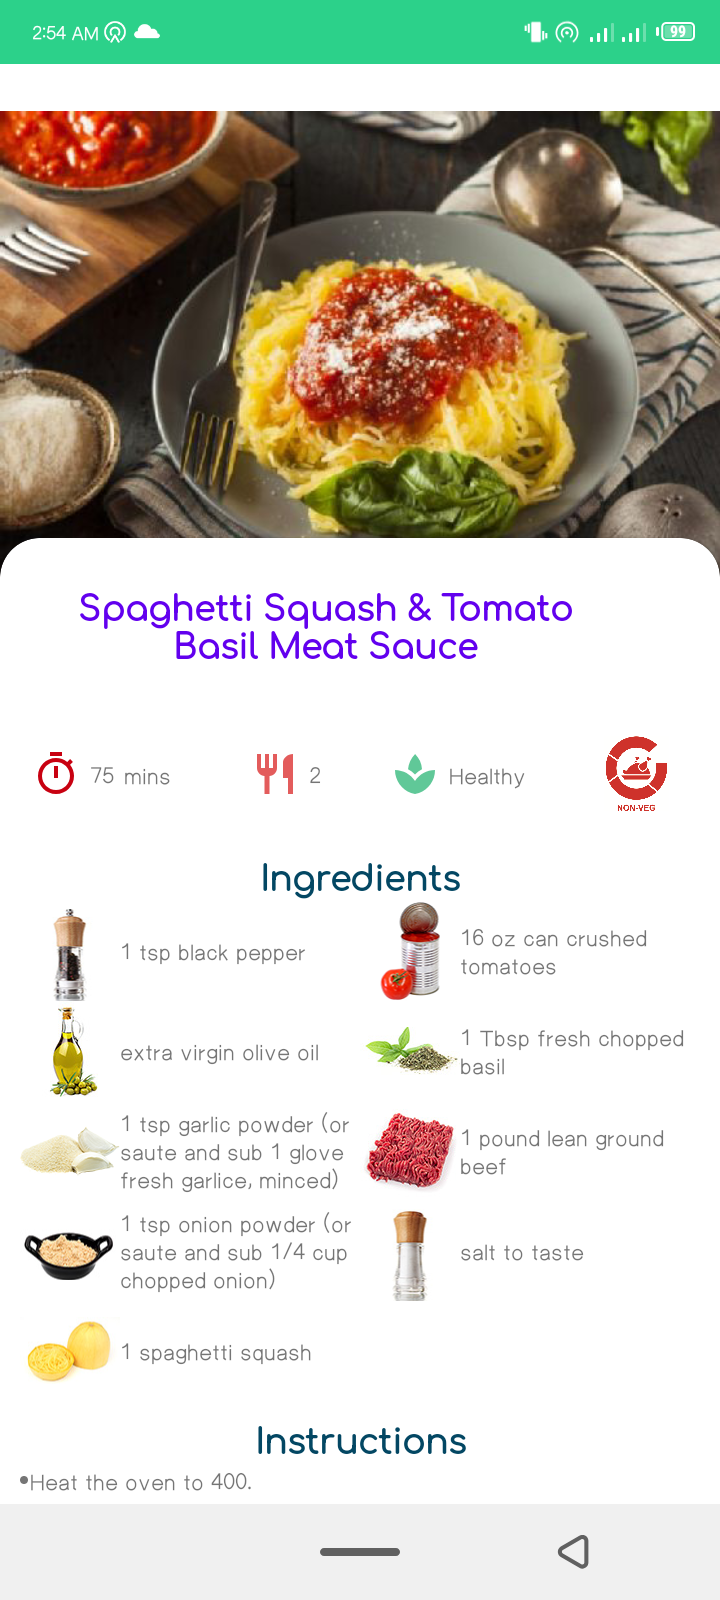 2:54 AM
99
Spaghetti Squash & Tomato
Basil Meat Sauce
75 mins
2
Healthy
NON-VEG
Ingredients
1 tsp black pepper
16 oz can crushed
tomatoes
extra virgin olive oil
1 Tbsp fresh chopped
basil
1 tsp garlic powder (or
saute and sub 1 glove
fresh garlice, minced)
1 pound lean ground
beef
1 tsp onion powder (or
saute and sub 1/4 cup
chopped onion)
salt to taste
1 spaghetti squash
Instructions
•Heat the oven to 400.